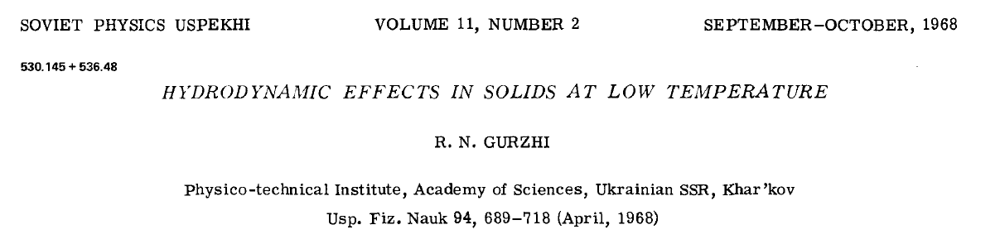 SOVIET PHYSICS USPEKHI VOLUME 11, NUMBER 2 SEPTEMBER–OCTOBER, 1968
530.145 + 536.48
HYDRODYNAMIC EFFECTS IN SOLIDS AT LOW TEMPERATURE
R. N. GURZHI
Physico-technical Institute, Academy of Sciences, Ukrainian SSR, Khar'kov
Usp. Fiz. Nauk 94, 689–718 (April, 1968)